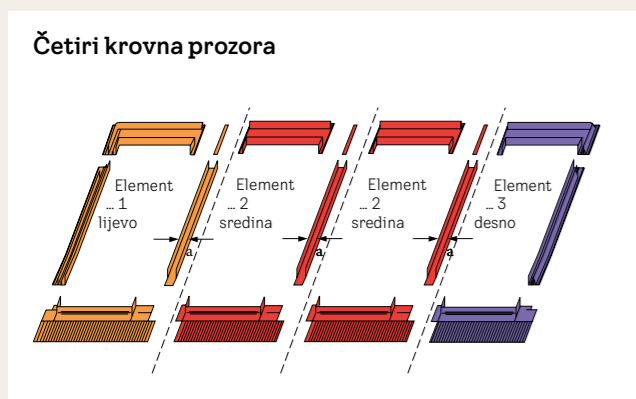 Četiri krovna prozora
Element
... 1
lijevo
Element
... 2
sredina
Element
... 2
sredina
Element
... 3
desno
a
a
a